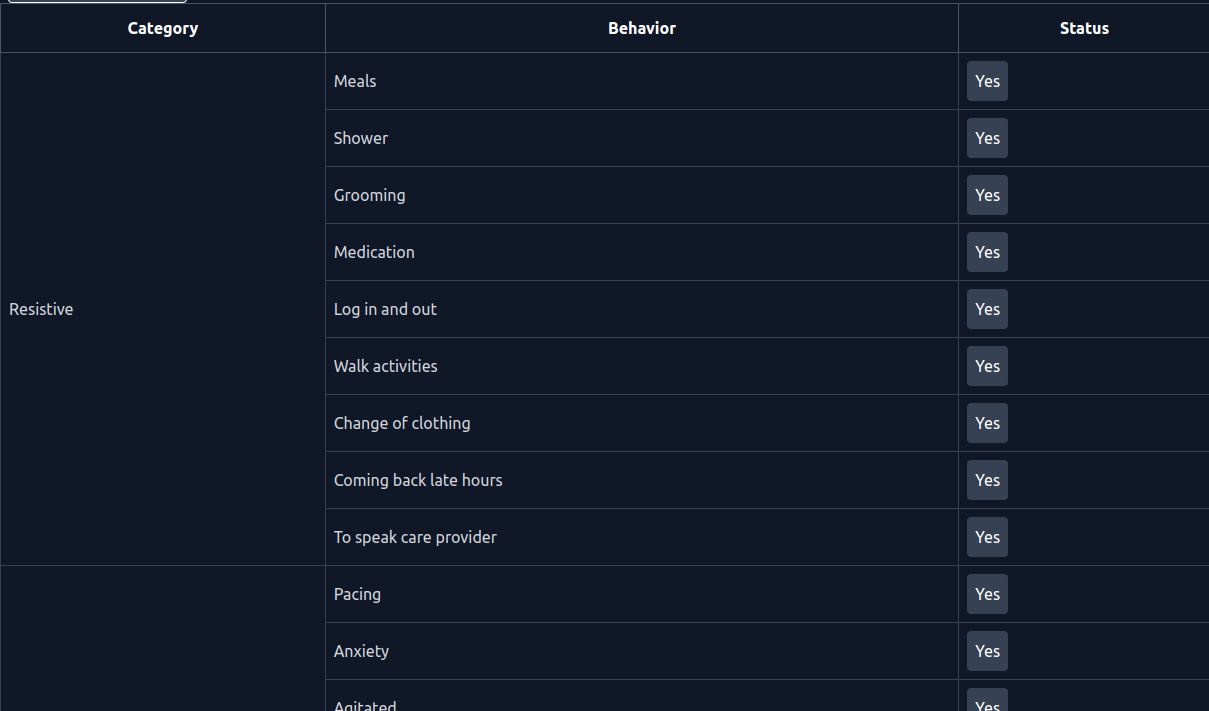 Category Behavior Status
Meals Yes
Shower Yes
Grooming Yes
Medication Yes
Resistive Log in and out Yes
Walk activities Yes
Change of clothing Yes
Coming back late hours Yes
To speak care provider Yes
Pacing Yes
Anxiety Yes
Agitated Yes